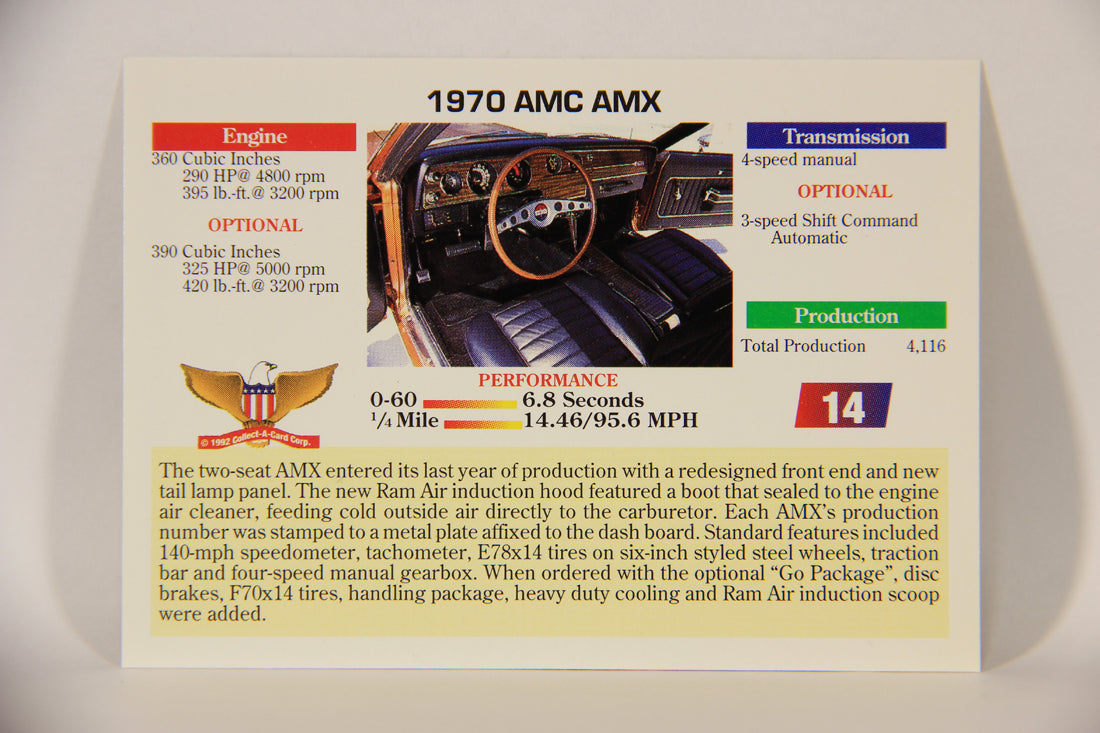 1970 AMC AMX
Engine
360 Cubic Inches
290 HP@ 4800 rpm
395 lb.-ft.@ 3200 rpm
OPTIONAL
390 Cubic Inches
325 HP@ 5000 rpm
420 lb.-ft.@ 3200 rpm
© 1992 Collect-A-Card Corp.
PERFORMANCE
0-60 6.8 Seconds
1/4 Mile 14.46/95.6 MPH
Transmission
4-speed manual
OPTIONAL
3-speed Shift Command
Automatic
Production
Total Production 4,116
14
The two-seat AMX entered its last year of production with a redesigned front end and new
tail lamp panel. The new Ram Air induction hood featured a boot that sealed to the engine
air cleaner, feeding cold outside air directly to the carburetor. Each AMX's production
number was stamped to a metal plate affixed to the dash board. Standard features included
140-mph speedometer, tachometer, E78x14 tires on six-inch styled steel wheels, traction
bar and four-speed manual gearbox. When ordered with the optional “Go Package”, disc
brakes, F70x14 tires, handling package, heavy duty cooling and Ram Air induction scoop
were added.